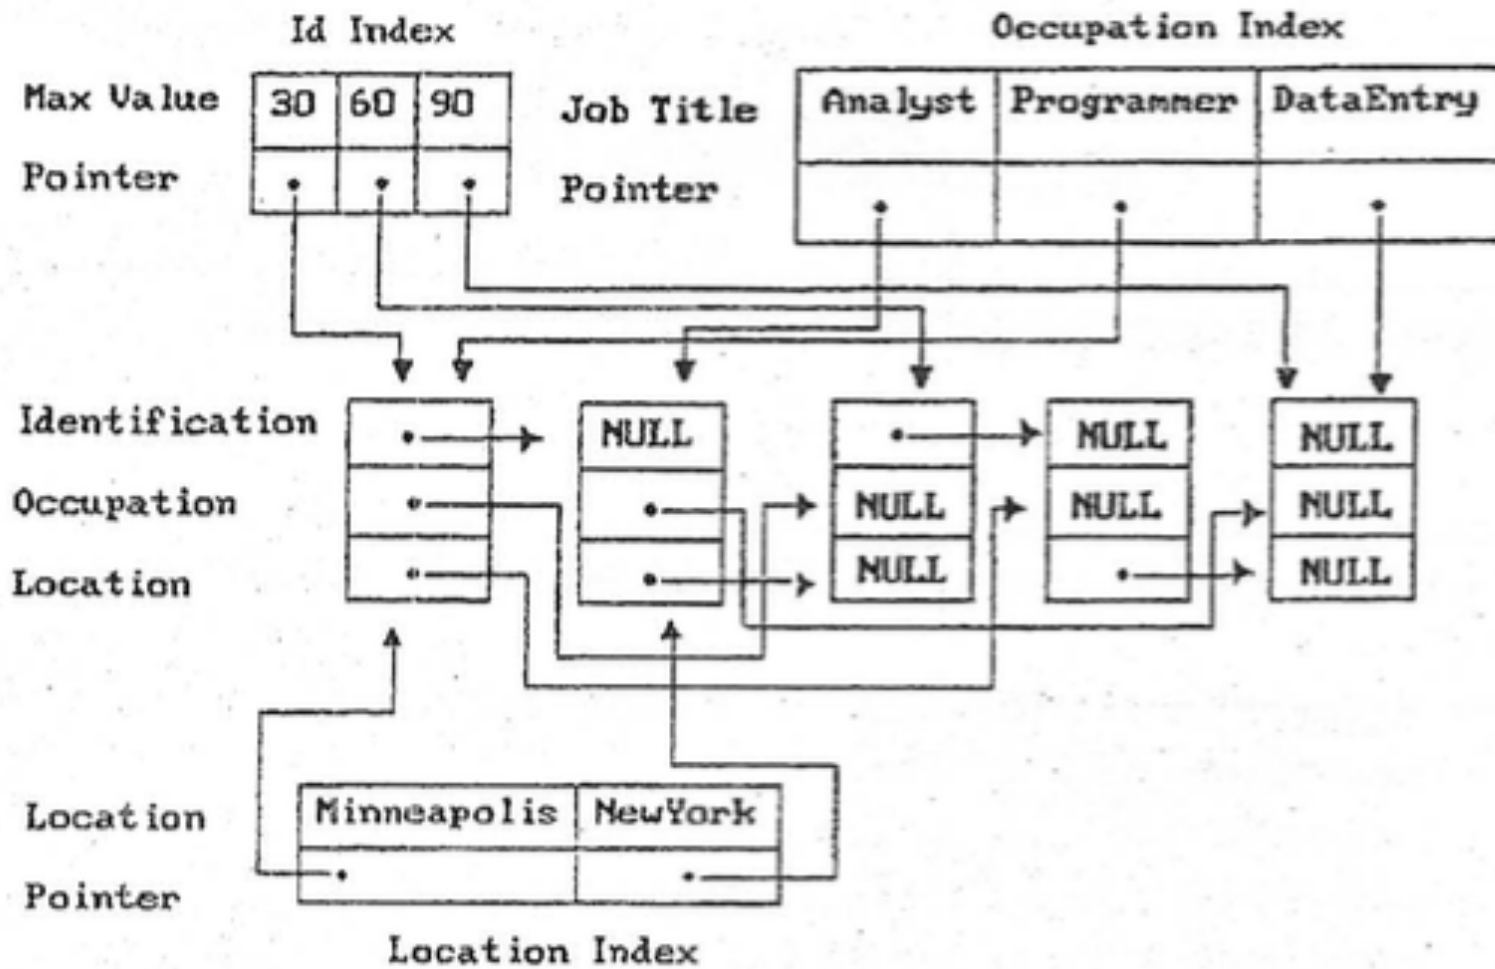 Id Index
Occupation Index
Max Value 30 60 90
Job Title Analyst Programmer DataEntry
Pointer
Pointer
Identification NULL NULL NULL
Occupation NULL NULL NULL
Location NULL NULL
Location Minneapolis NewYork
Pointer
Location Index